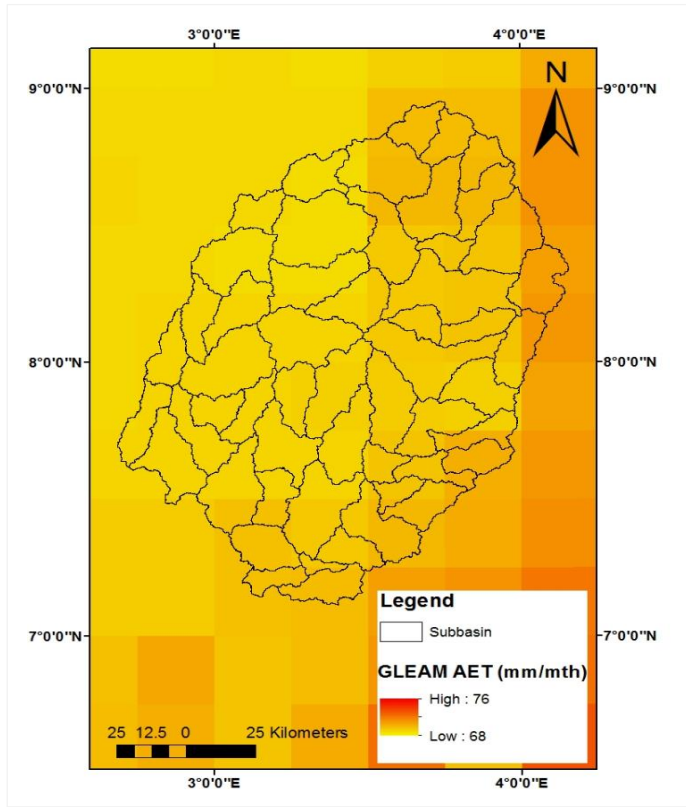 3°0'0"E 4°0'0"E
9°0'0"N 9°0'0"N
N
8°0'0"N 8°0'0"N
7°0'0"N 7°0'0"N
Legend
Subbasin
GLEAM AET (mm/mth)
High : 76
Low : 68
25 12.5 0 25 Kilometers
3°0'0"E 4°0'0"E